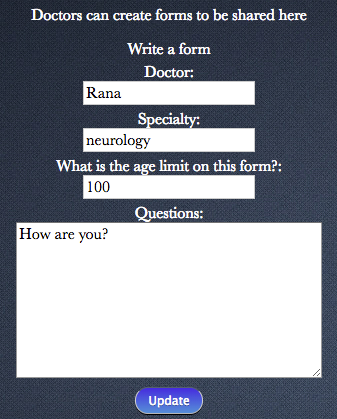 Doctors can create forms to be shared here
Write a form
Doctor:
Rana
Specialty:
neurology
What is the age limit on this form?:
100
Questions:
How are you?
Update